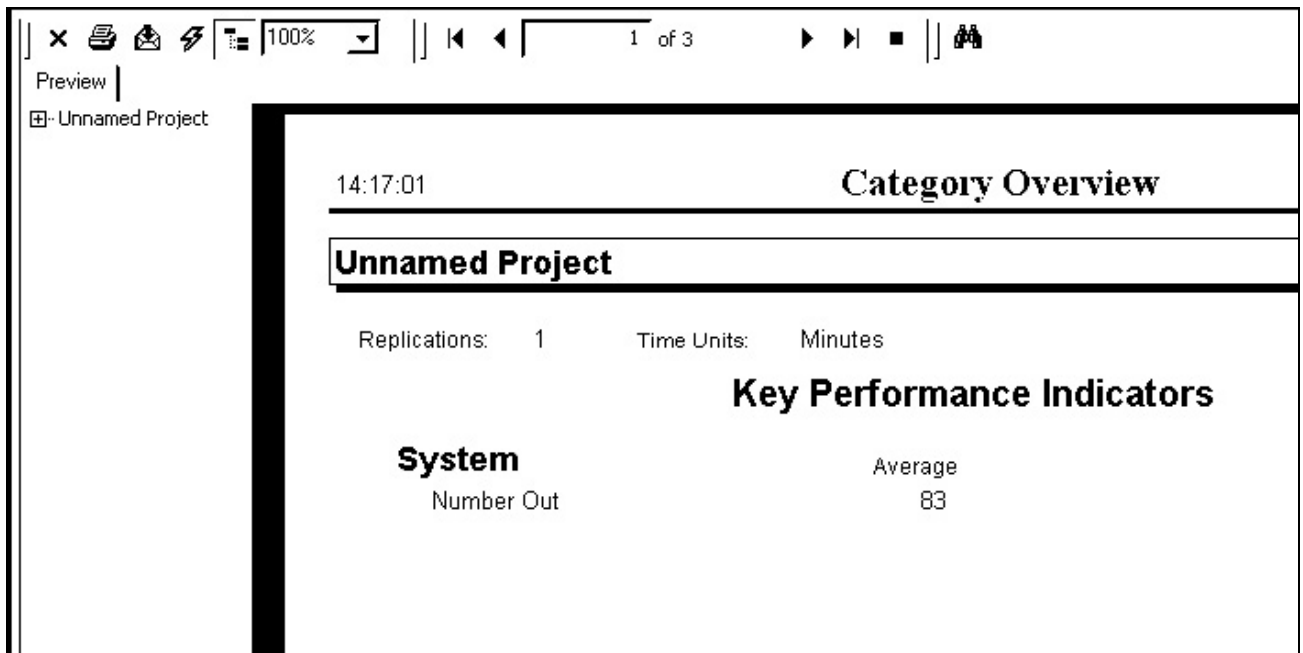 100% 1 of 3
Preview
Unnamed Project
14:17:01 Category Overview
Unnamed Project
Replications: 1 Time Units: Minutes
Key Performance Indicators
System Average
Number Out 83